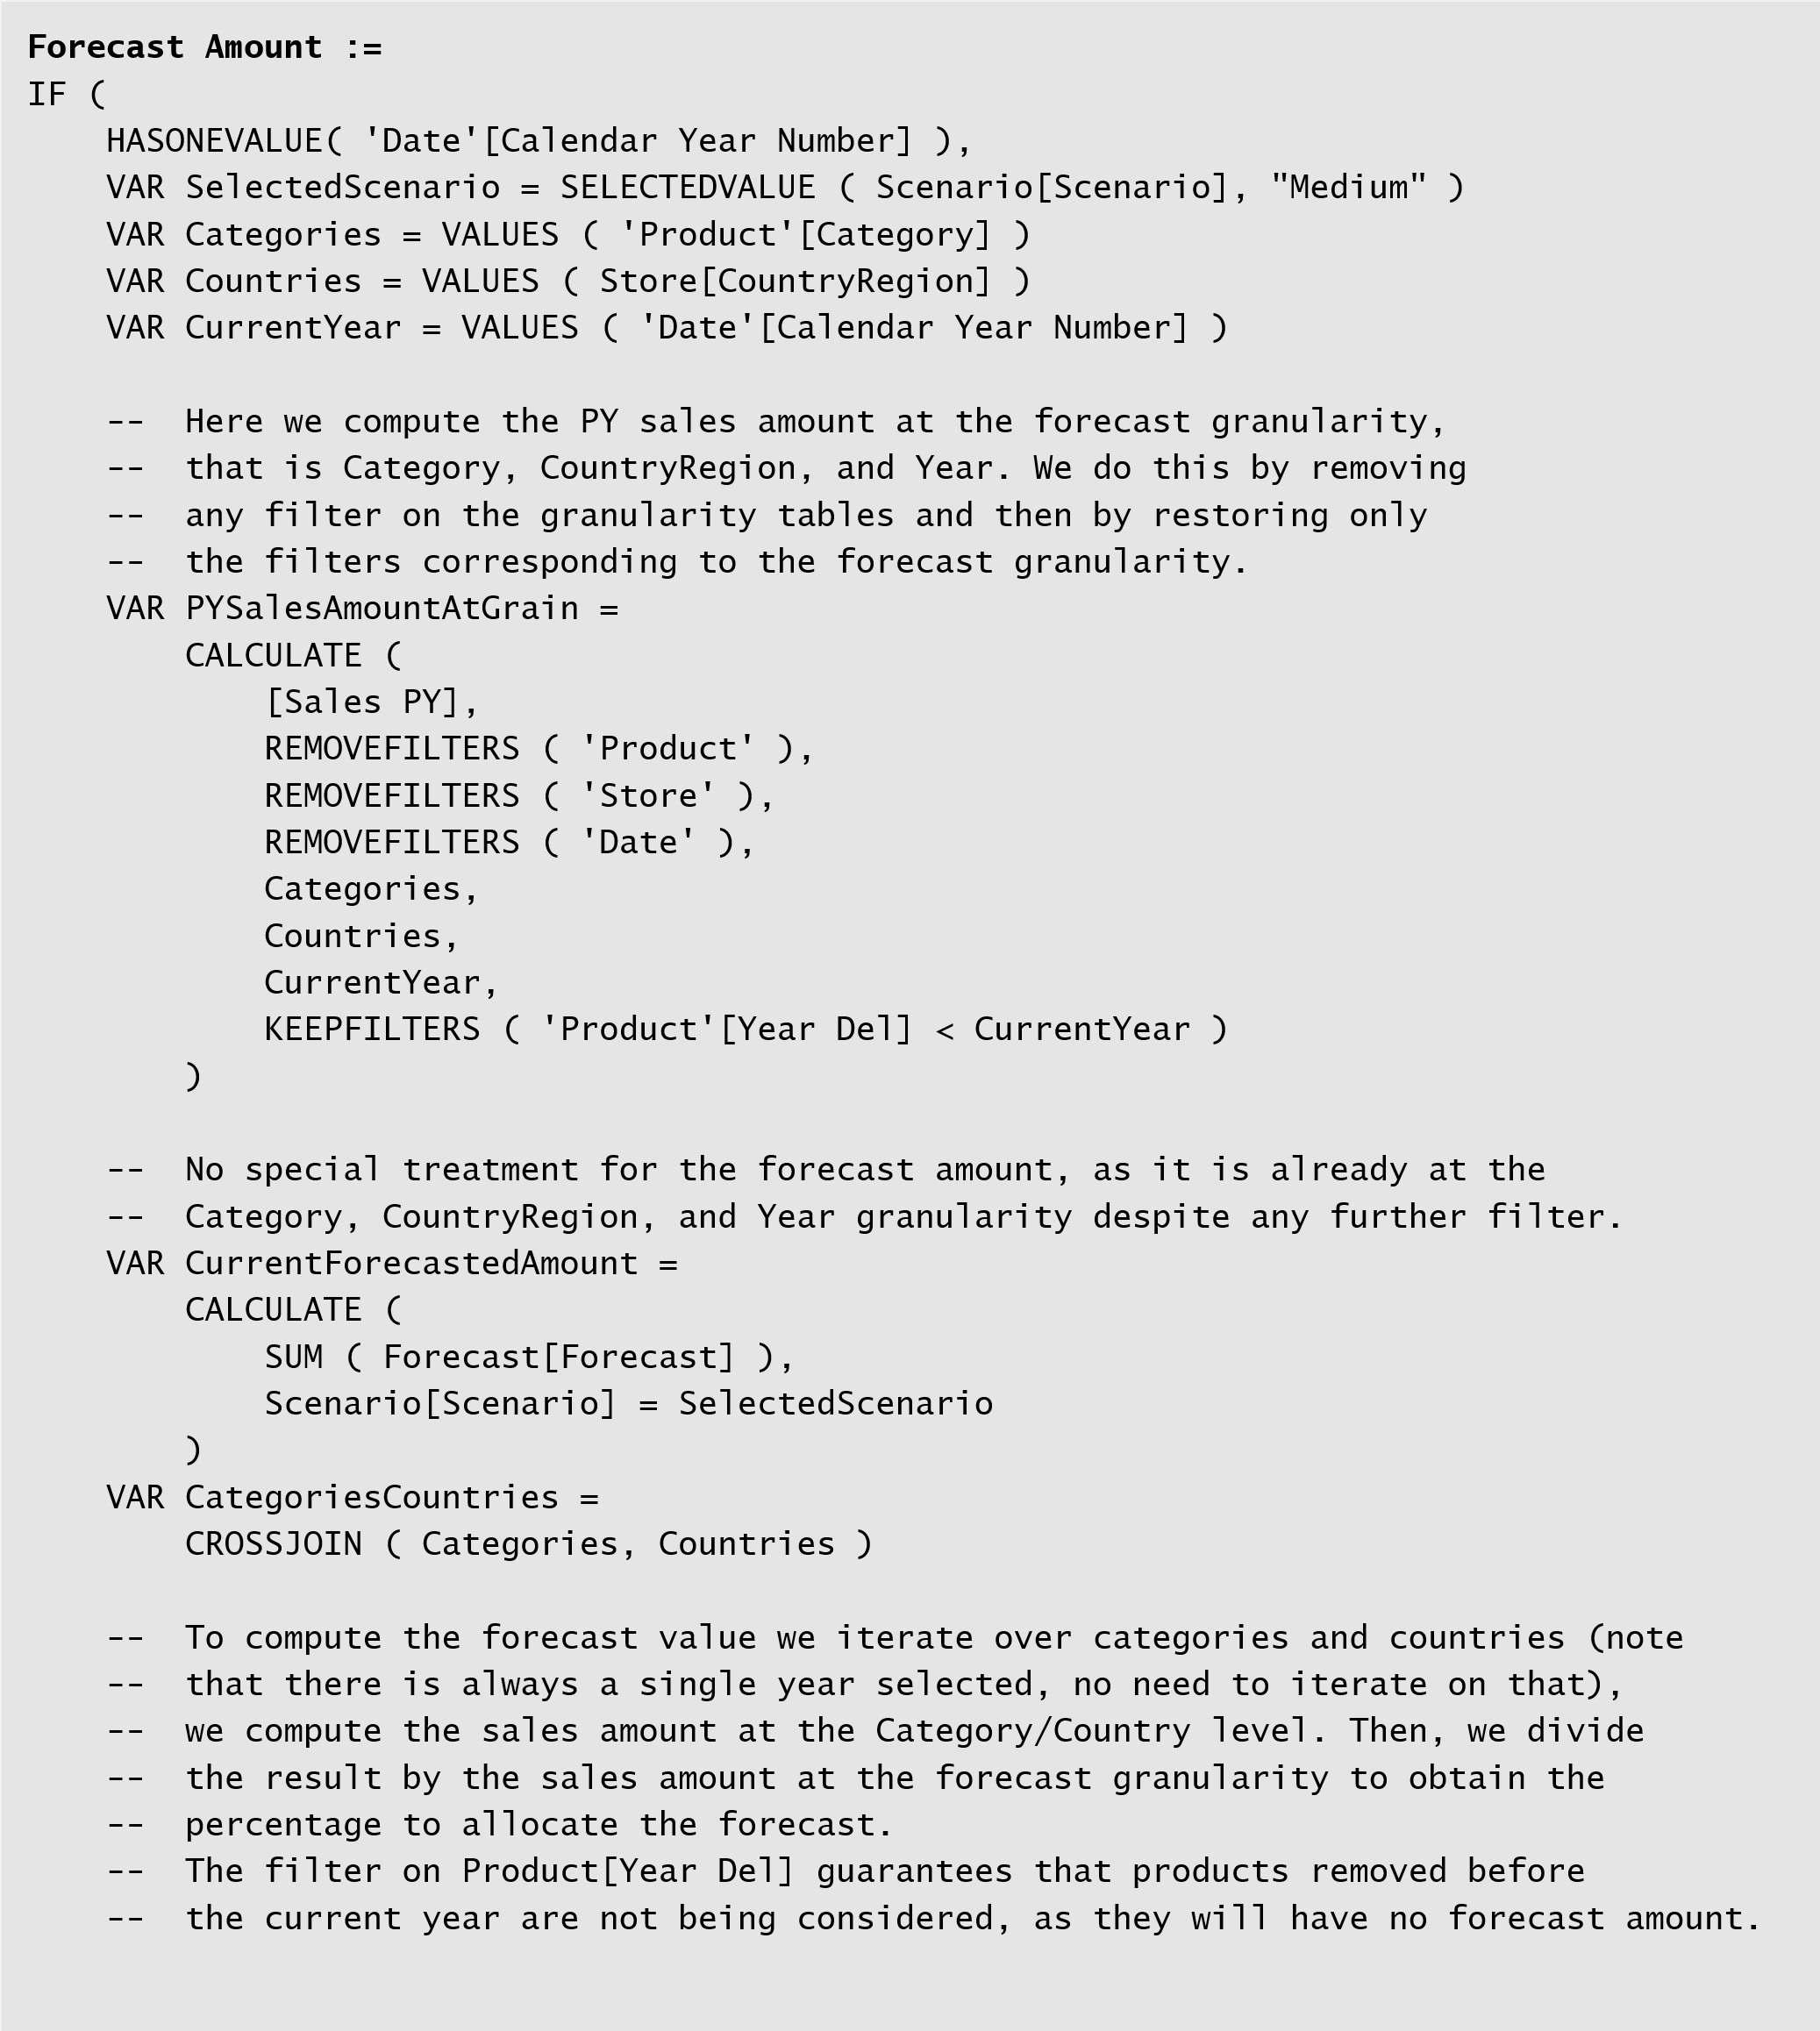 Forecast Amount :=
IF (
    HASONEVALUE( 'Date'[Calendar Year Number] ),
    VAR SelectedScenario = SELECTEDVALUE ( Scenario[Scenario], "Medium" )
    VAR Categories = VALUES ( 'Product'[Category] )
    VAR Countries = VALUES ( Store[CountryRegion] )
    VAR CurrentYear = VALUES ( 'Date'[Calendar Year Number] )

    --  Here we compute the PY sales amount at the forecast granularity,
    --  that is Category, CountryRegion, and Year. We do this by removing
    --  any filter on the granularity tables and then by restoring only
    --  the filters corresponding to the forecast granularity.
    VAR PYSalesAmountAtGrain =
        CALCULATE (
            [Sales PY],
            REMOVEFILTERS ( 'Product' ),
            REMOVEFILTERS ( 'Store' ),
            REMOVEFILTERS ( 'Date' ),
            Categories,
            Countries,
            CurrentYear,
            KEEPFILTERS ( 'Product'[Year Del] < CurrentYear )
        )

    --  No special treatment for the forecast amount, as it is already at the
    --  Category, CountryRegion, and Year granularity despite any further filter.
    VAR CurrentForecastedAmount =
        CALCULATE (
            SUM ( Forecast[Forecast] ),
            Scenario[Scenario] = SelectedScenario
        )
    VAR CategoriesCountries =
        CROSSJOIN ( Categories, Countries )

    --  To compute the forecast value we iterate over categories and countries (note
    --  that there is always a single year selected, no need to iterate on that),
    --  we compute the sales amount at the Category/Country level. Then, we divide
    --  the result by the sales amount at the forecast granularity to obtain the
    --  percentage to allocate the forecast.
    --  The filter on Product[Year Del] guarantees that products removed before
    --  the current year are not being considered, as they will have no forecast amount.